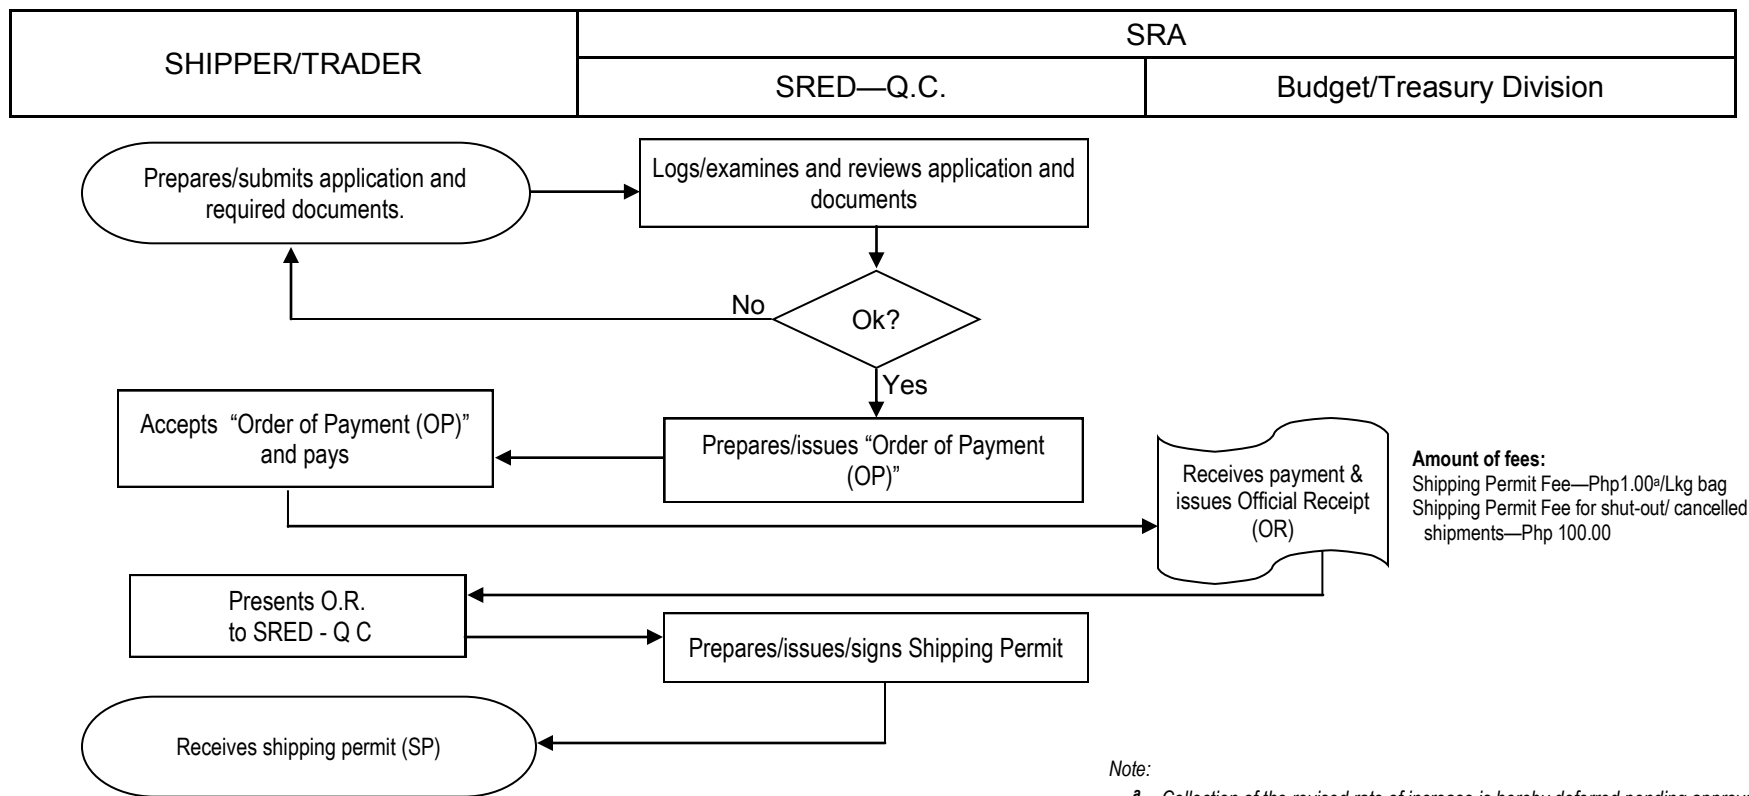 SHIPPER/TRADER
SRA
SRED—Q.C.
Budget/Treasury Division
Prepares/submits application and
required documents.
Logs/examines and reviews application and
documents
No
Ok?
Yes
Accepts “Order of Payment (OP)”
and pays
Prepares/issues “Order of Payment
(OP)”
Receives payment &
issues Official Receipt
(OR)
Amount of fees:
Shipping Permit Fee—Php1.00ª/Lkg bag
Shipping Permit Fee for shut-out/ cancelled
shipments—Php 100.00
Presents O.R.
to SRED - Q C
Prepares/issues/signs Shipping Permit
Receives shipping permit (SP)
Note:
a Collection of the revised rate of increase is hereby deferred pending